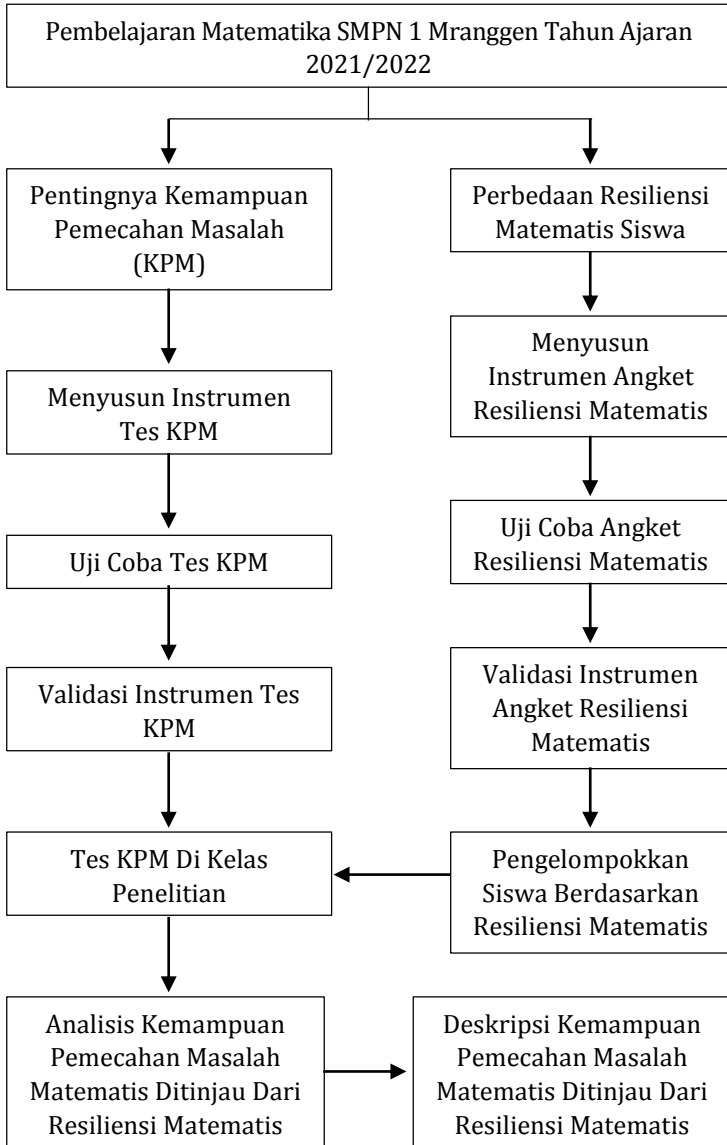 Pembelajaran Matematika SMPN 1 Mranggen Tahun Ajaran
2021/2022
Pentingnya Kemampuan
Pemecahan Masalah
(KPM)
Menyusun Instrumen
Tes KPM
Uji Coba Tes KPM
Validasi Instrumen Tes
KPM
Tes KPM Di Kelas
Penelitian
Perbedaan Resiliensi
Matematis Siswa
Menyusun
Instrumen Angket
Resiliensi Matematis
Uji Coba Angket
Resiliensi Matematis
Validasi Instrumen
Angket Resiliensi
Matematis
Pengelompokkan
Siswa Berdasarkan
Resiliensi Matematis
Analisis Kemampuan
Pemecahan Masalah
Matematis Ditinjau Dari
Resiliensi Matematis
Deskripsi Kemampuan
Pemecahan Masalah
Matematis Ditinjau Dari
Resiliensi Matematis